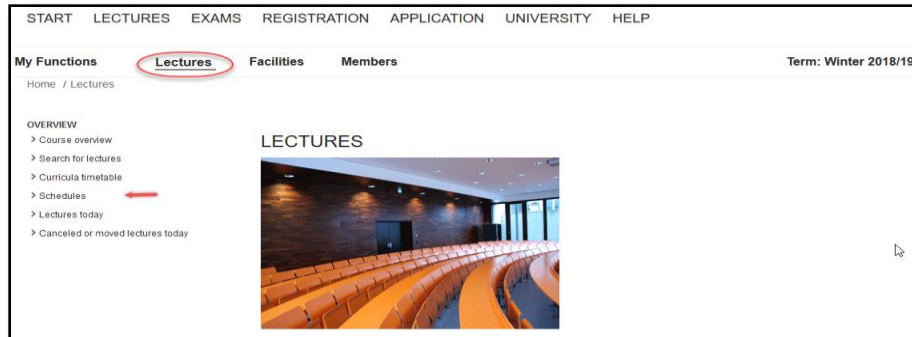 START LECTURES EXAMS REGISTRATION APPLICATION UNIVERSITY HELP
My Functions Lectures Facilities Members Term: Winter 2018/19
Home / Lectures
OVERVIEW
> Course overview
> Search for lectures
> Curricula timetable
> Schedules
> Lectures today
> Canceled or moved lectures today
LECTURES